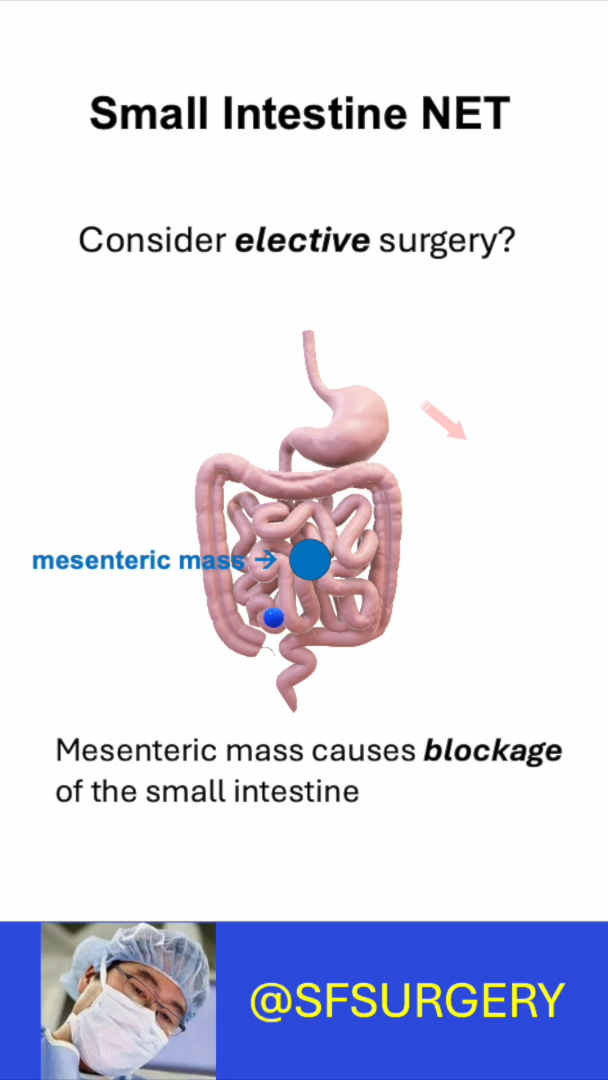 Small Intestine NET
Consider elective surgery?
mesenteric mass →
Mesenteric mass causes blockage
of the small intestine
@SFSURGERY